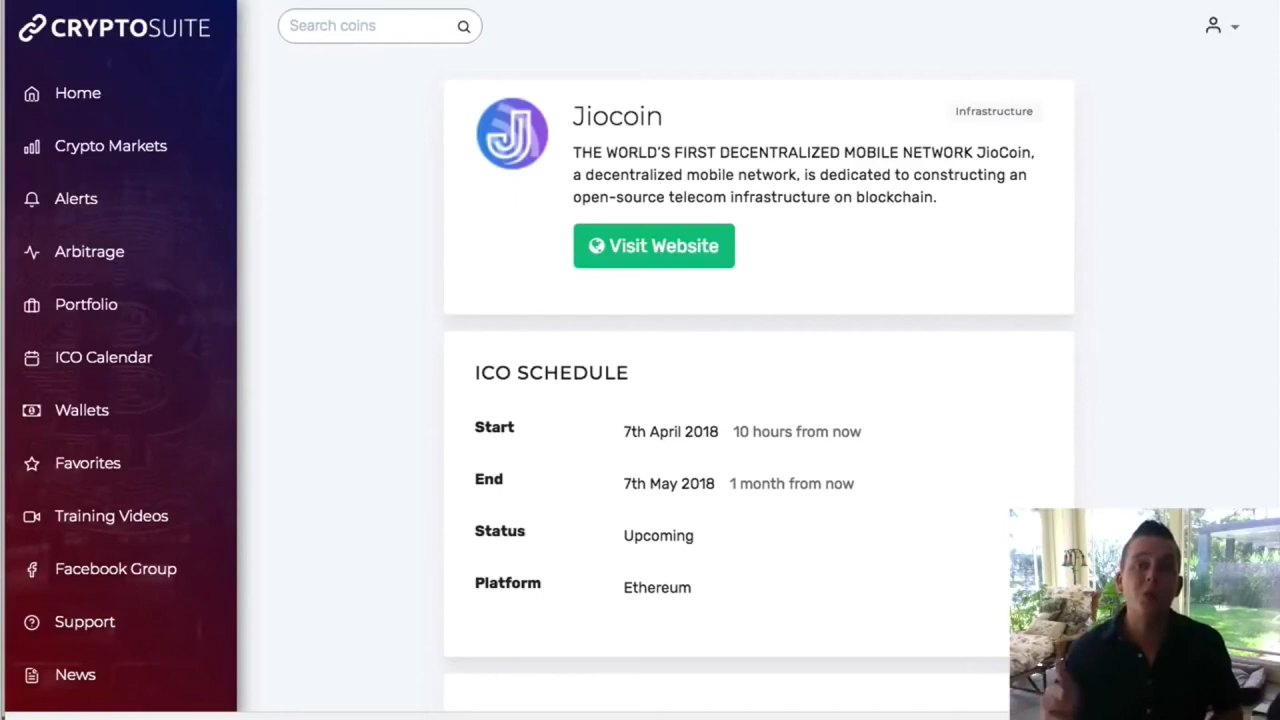 CRYPTOSUITE
Search coins
Home
Crypto Markets
Alerts
Arbitrage
Portfolio
ICO Calendar
Wallets
Favorites
Training Videos
Facebook Group
Support
News
Jiocoin
Infrastructure
THE WORLD'S FIRST DECENTRALIZED MOBILE NETWORK JioCoin,
a decentralized mobile network, is dedicated to constructing an
open-source telecom infrastructure on blockchain.
Visit Website
ICO SCHEDULE
Start 7th April 2018 10 hours from now
End 7th May 2018 1 month from now
Status Upcoming
Platform Ethereum